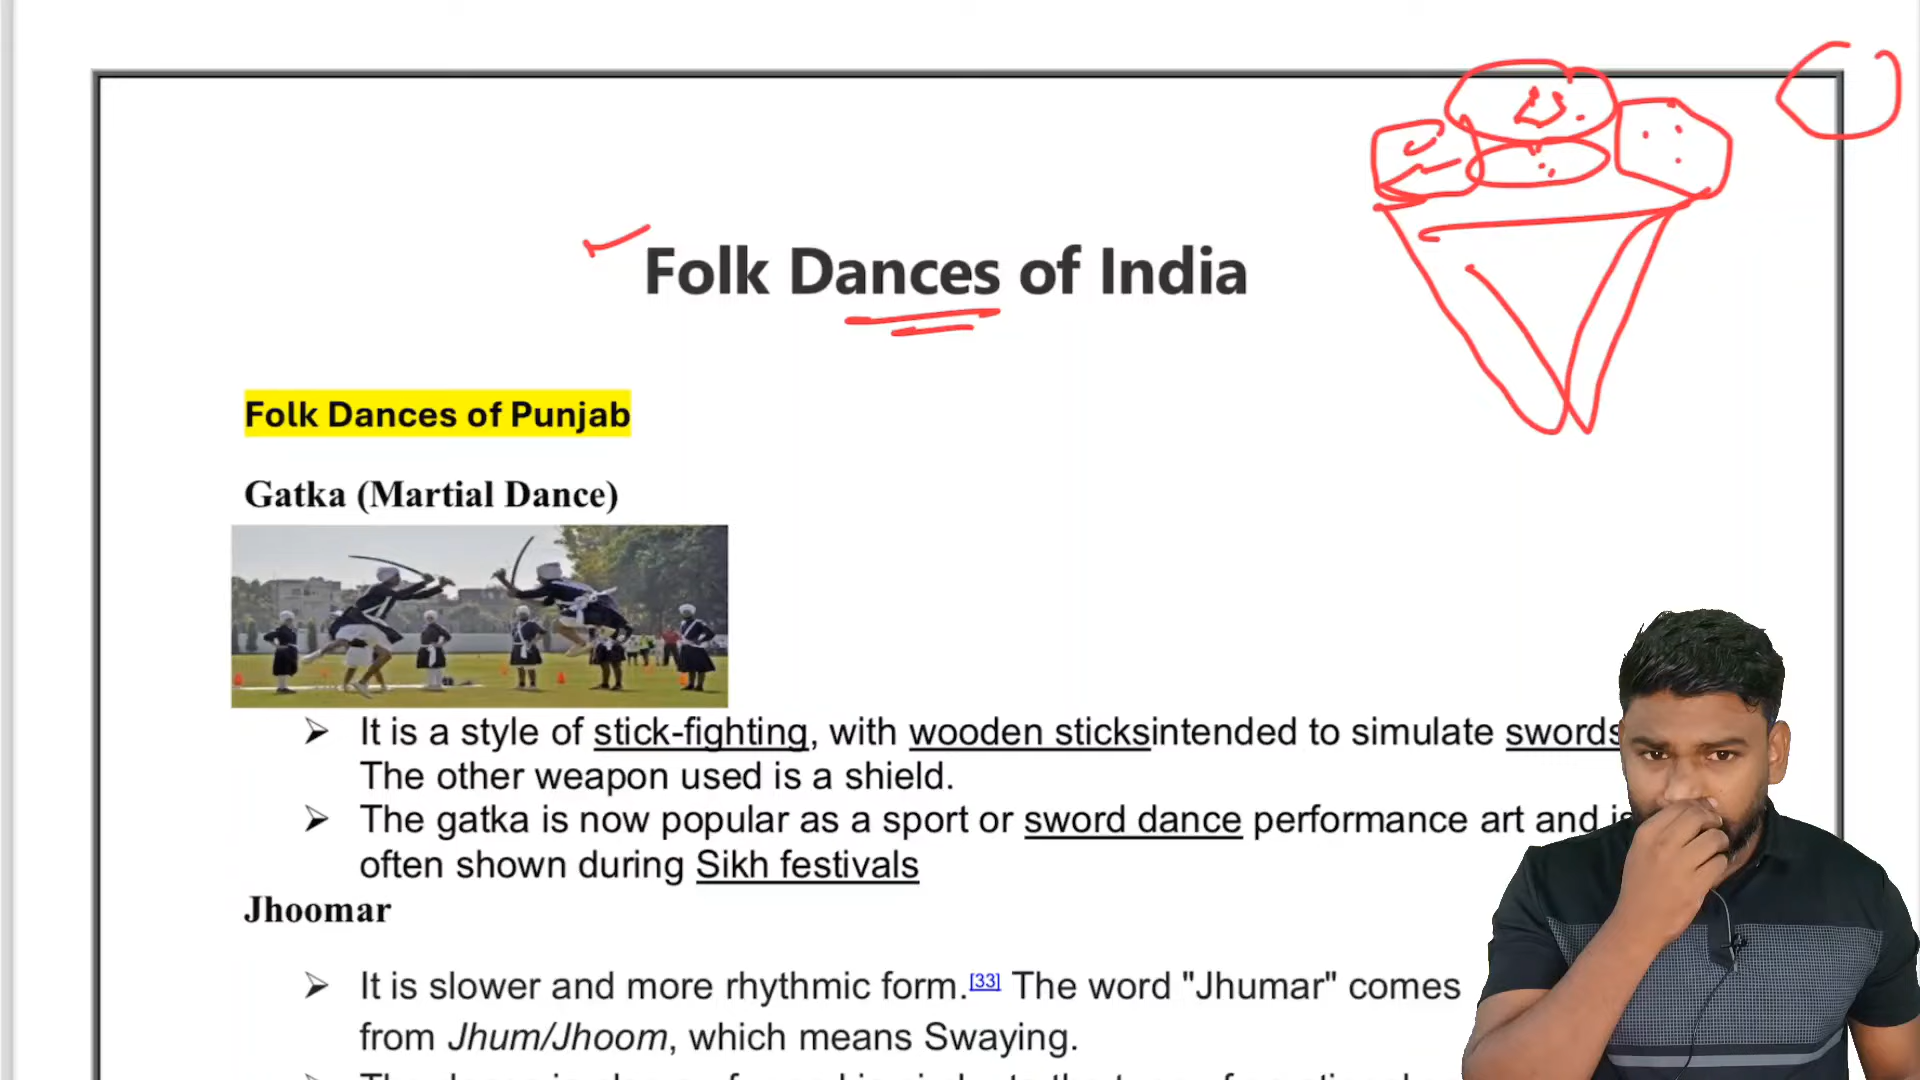 Folk Dances of India
Folk Dances of Punjab
Gatka (Martial Dance)
It is a style of stick-fighting, with wooden sticksintended to simulate swords
The other weapon used is a shield.
The gatka is now popular as a sport or sword dance performance art and is
often shown during Sikh festivals
Jhoomar
It is slower and more rhythmic form.[33] The word "Jhumar" comes
from Jhum/Jhoom, which means Swaying.